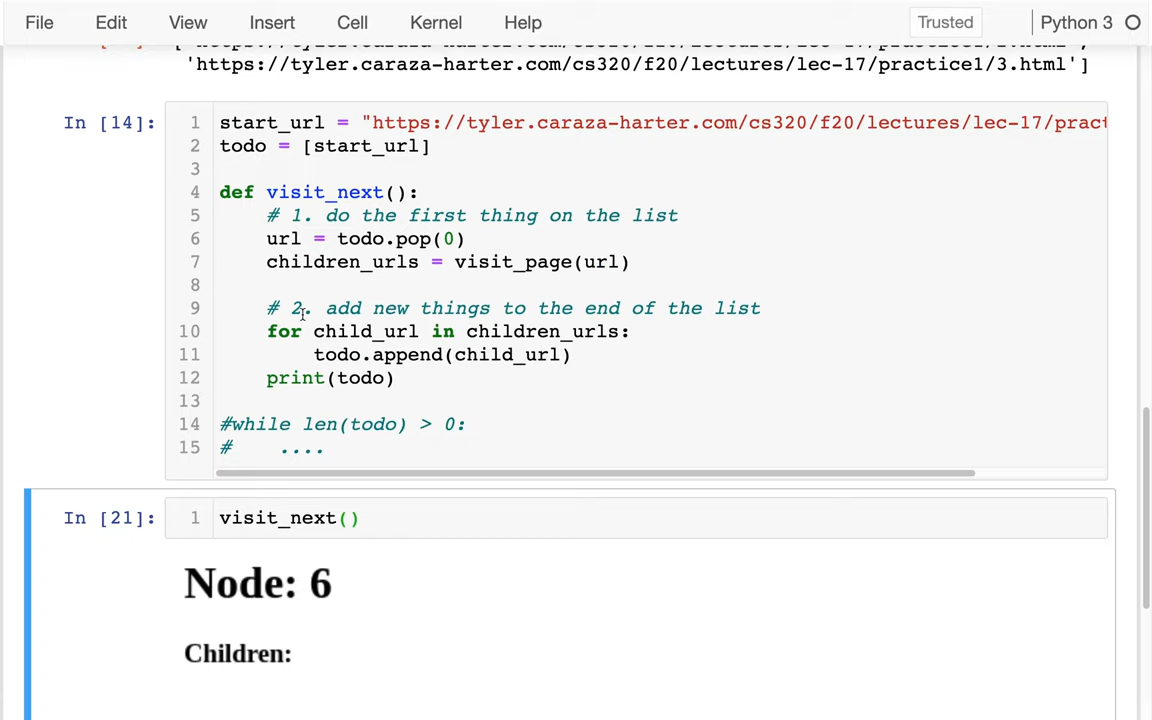 File Edit View Insert Cell Kernel Help Trusted Python 3
'https://tyler.caraza-harter.com/cs320/f20/lectures/lec-17/practice1/3.html']
In [14]:
1 start_url = "https://tyler.caraza-harter.com/cs320/f20/lectures/lec-17/pract
2 todo = [start_url]
3
4 def visit_next():
5 # 1. do the first thing on the list
6 url = todo.pop(0)
7 children_urls = visit_page(url)
8
9 # 2. add new things to the end of the list
10 for child_url in children_urls:
11 todo.append(child_url)
12 print(todo)
13
14 #while len(todo) > 0:
15 # ....
In [21]: 1 visit_next()
Node: 6
Children: